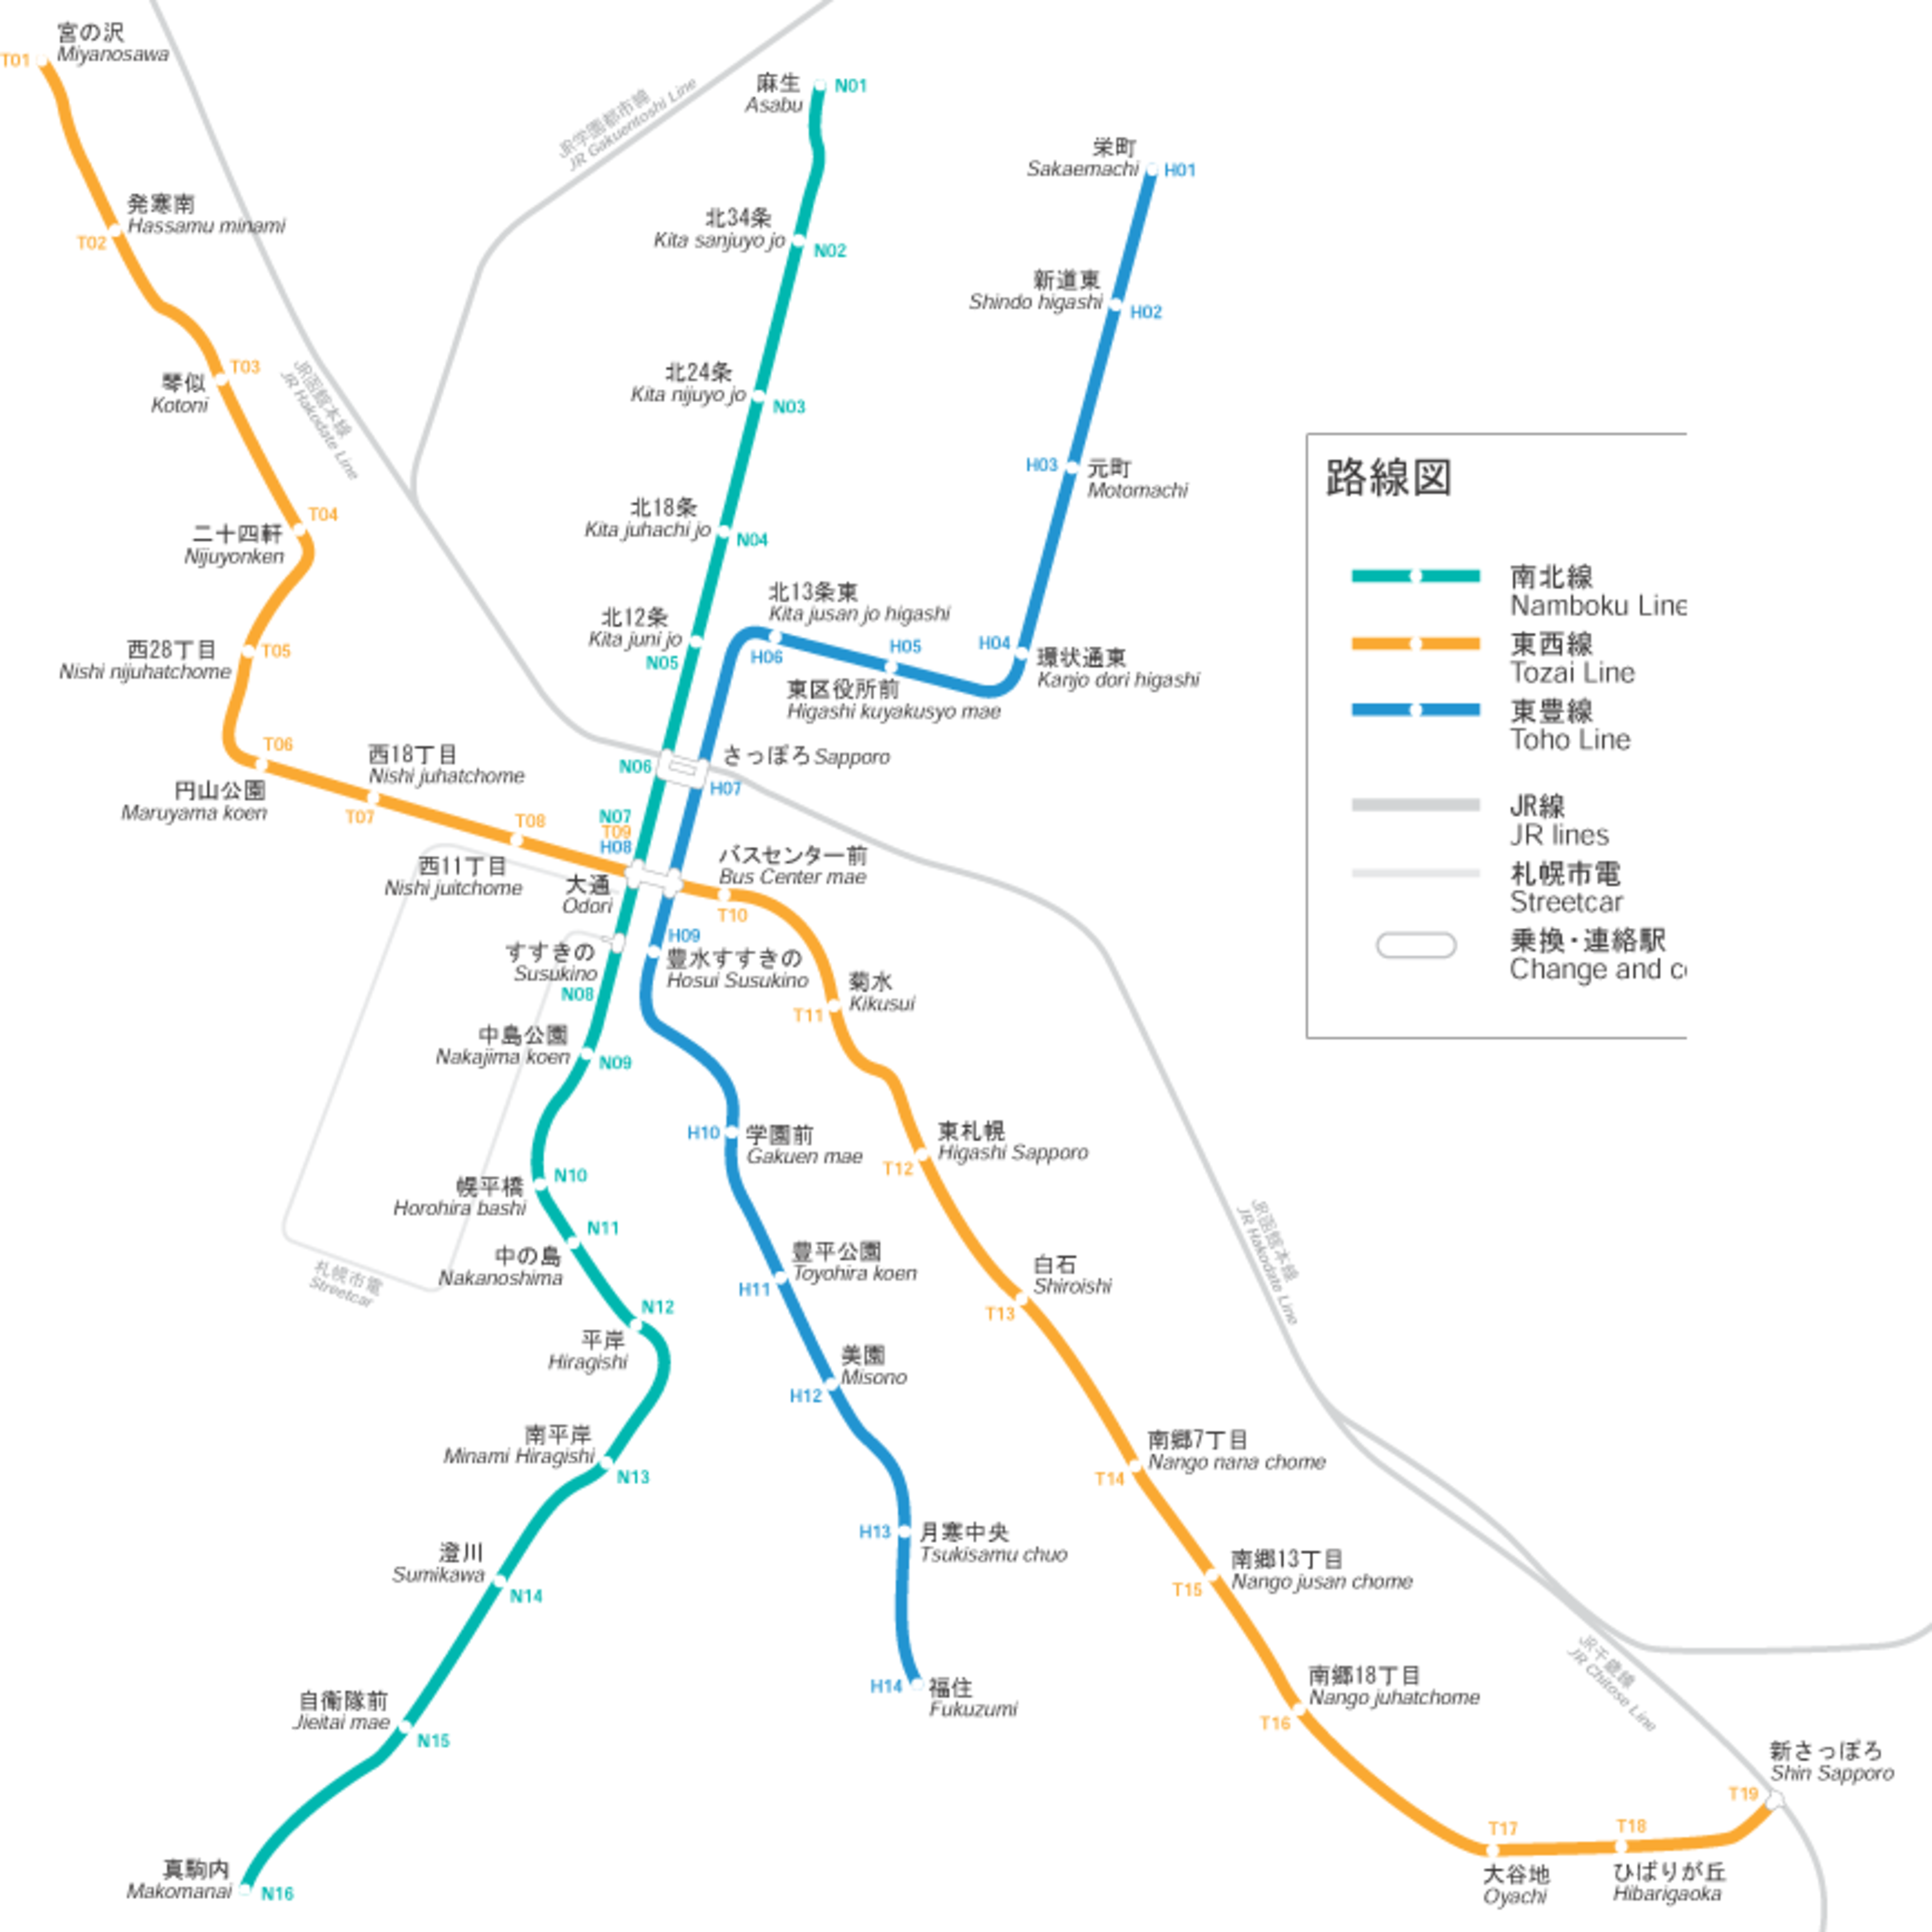 宮の沢
T01
Miyanosawa
発寒南
Hassamu minami
T02
T03
琴似
Kotoni
T04
二十四軒
Nijuyonken
西28丁目
T05
Nishi nijuhatchome
T06
円山公園
Maruyama koen
西18丁目
Nishi juhatchome
T07
T08
西11丁目
Nishi juitchome
JR函館本線
JR Hakodate Line
JR学園都市線
JR Gakuentoshi Line
麻生
N01
Asabu
北34条
Kita sanjuyo jo
N02
北24条
Kita nijuyo jo
N03
北18条
Kita juhachi jo
N04
北12条
Kita juni jo
N05
栄町
Sakaemachi
H01
新道東
Shindo higashi
H02
H03
元町
Motomachi
H04
環状通東
Kanjo dori higashi
H05
東区役所前
Higashi kuyakusyo mae
北13条東
Kita jusan jo higashi
H06
N06
さっぽろ Sapporo
H07
N07
T09
H08
大通
Odori
バスセンター前
Bus Center mae
T10
すすきの
Susukino
N08
H09
豊水すすきの
Hosui Susukino
菊水
Kikusui
T11
中島公園
Nakajima koen
N09
N10
幌平橋
Horohira bashi
N11
中の島
Nakanoshima
札幌市電
Streetcar
N12
平岸
Hiragishi
南平岸
Minami Hiragishi
N13
澄川
Sumikawa
N14
自衛隊前
Jieitai mae
N15
真駒内
Makomanai
N16
H10
学園前
Gakuen mae
豊平公園
Toyohira koen
H11
美園
Misono
H12
H13
月寒中央
Tsukisamu chuo
H14
福住
Fukuzumi
東札幌
Higashi Sapporo
T12
白石
Shiroishi
T13
南郷7丁目
Nango nana chome
T14
南郷13丁目
Nango jusan chome
T15
南郷18丁目
Nango juhatchome
T16
T17
大谷地
Oyachi
T18
ひばりが丘
Hibarigaoka
新さっぽろ
Shin Sapporo
T19
JR函館本線
JR Hakodate Line
JR千歳線
JR Chitose Line
路線図
南北線
Namboku Line
東西線
Tozai Line
東豊線
Toho Line
JR線
JR lines
札幌市電
Streetcar
乗換・連絡駅
Change and